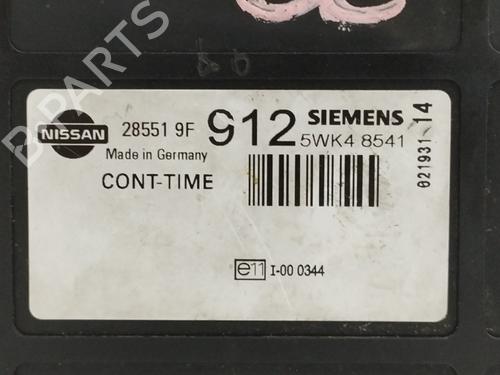 NISSAN 28551 9F 912 SIEMENS
5WK4 8541
Made in Germany
CONT-TIME
021931 14
e11 I-00 0344
B-PARTS